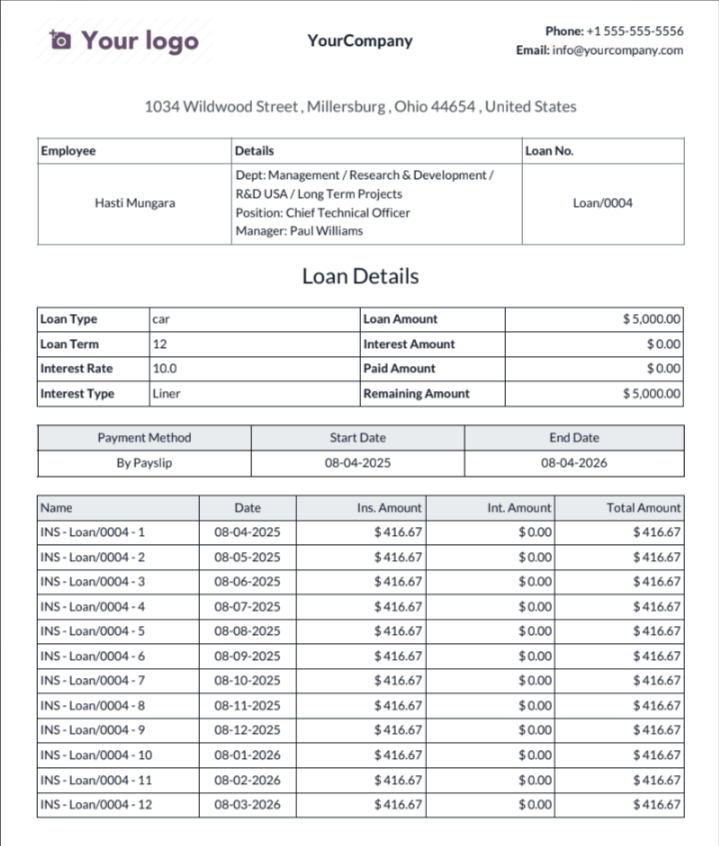 Your logo
YourCompany
Phone: +1 555-555-5556
Email: info@yourcompany.com
1034 Wildwood Street , Millersburg , Ohio 44654 , United States
Employee Details Loan No.
Hasti Mungara
Dept: Management / Research & Development /
R&D USA / Long Term Projects
Position: Chief Technical Officer
Manager: Paul Williams
Loan/0004
Loan Details
Loan Type car Loan Amount $ 5,000.00
Loan Term 12 Interest Amount $ 0.00
Interest Rate 10.0 Paid Amount $ 0.00
Interest Type Liner Remaining Amount $ 5,000.00
Payment Method Start Date End Date
By Payslip 08-04-2025 08-04-2026
Name Date Ins. Amount Int. Amount Total Amount
INS - Loan/0004 - 1 08-04-2025 $ 416.67 $ 0.00 $ 416.67
INS - Loan/0004 - 2 08-05-2025 $ 416.67 $ 0.00 $ 416.67
INS - Loan/0004 - 3 08-06-2025 $ 416.67 $ 0.00 $ 416.67
INS - Loan/0004 - 4 08-07-2025 $ 416.67 $ 0.00 $ 416.67
INS - Loan/0004 - 5 08-08-2025 $ 416.67 $ 0.00 $ 416.67
INS - Loan/0004 - 6 08-09-2025 $ 416.67 $ 0.00 $ 416.67
INS - Loan/0004 - 7 08-10-2025 $ 416.67 $ 0.00 $ 416.67
INS - Loan/0004 - 8 08-11-2025 $ 416.67 $ 0.00 $ 416.67
INS - Loan/0004 - 9 08-12-2025 $ 416.67 $ 0.00 $ 416.67
INS - Loan/0004 - 10 08-01-2026 $ 416.67 $ 0.00 $ 416.67
INS - Loan/0004 - 11 08-02-2026 $ 416.67 $ 0.00 $ 416.67
INS - Loan/0004 - 12 08-03-2026 $ 416.67 $ 0.00 $ 416.67